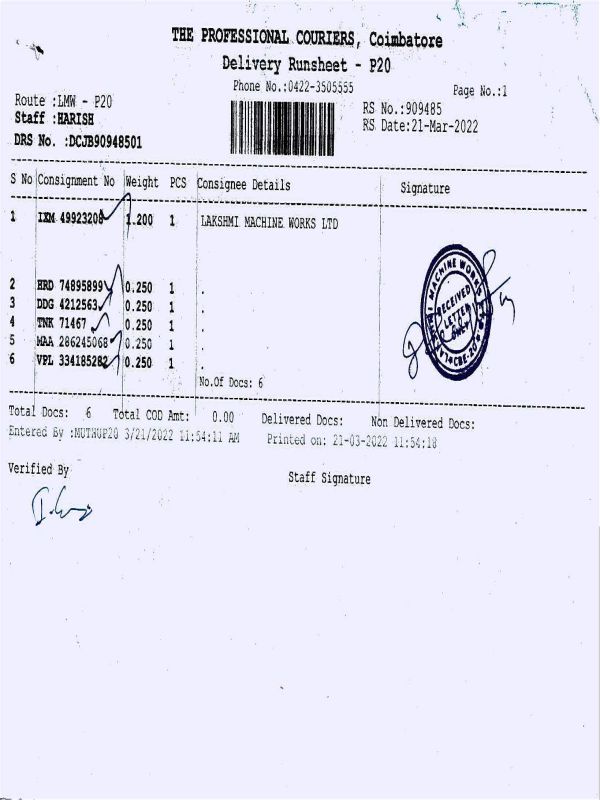 THE PROFESSIONAL COURIERS, Coimbatore
Delivery Runsheet - P20
Phone No.:0422-3505555
Page No.:1
Route :LMW - P20
Staff :HARISH
DRS No. :DCJB90948501
RS No.:909485
RS Date:21-Mar-2022
S No Consignment No Weight PCS Consignee Details Signature
1 IXM 49923208 1.200 1 LAKSHMI MACHINE WORKS LTD
2 HRD 74895899 0.250 1 .
3 DDG 4212563 0.250 1 .
4 TNK 71467 0.250 1 .
5 MAA 286245068 0.250 1 .
6 VPL 334185282 0.250 1 .
No.Of Docs: 6
RECEIVED
LETTER
ONLY
MACHINE WORKS
Total Docs: 6 Total COD Amt: 0.00 Delivered Docs: Non Delivered Docs:
Entered By :MUTHUP20 3/21/2022 11:54:11 AM Printed on: 21-03-2022 11:54:18
Verified By
Staff Signature